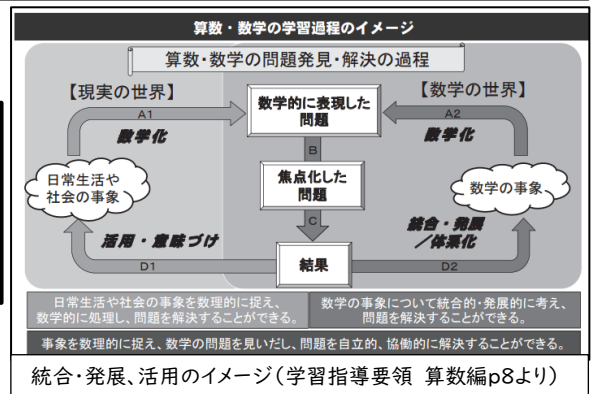 算数・数学の学習過程のイメージ
算数・数学の問題発見・解決の過程
【現実の世界】
【数学の世界】
数学的に表現した
問題
A1
数学化
A2
数学化
B
日常生活や
社会の事象
焦点化した
問題
数学の事象
C
活用・意味づけ
統合・発展
/体系化
結果
D1
D2
日常生活や社会の事象を数理的に捉え、
数学的に処理し、問題を解決することができる。
数学の事象について統合的・発展的に考え、
問題を解決することができる。
事象を数理的に捉え、数学の問題を見いだし、問題を自立的、協働的に解決することができる。
統合・発展、活用のイメージ(学習指導要領 算数編p8より)